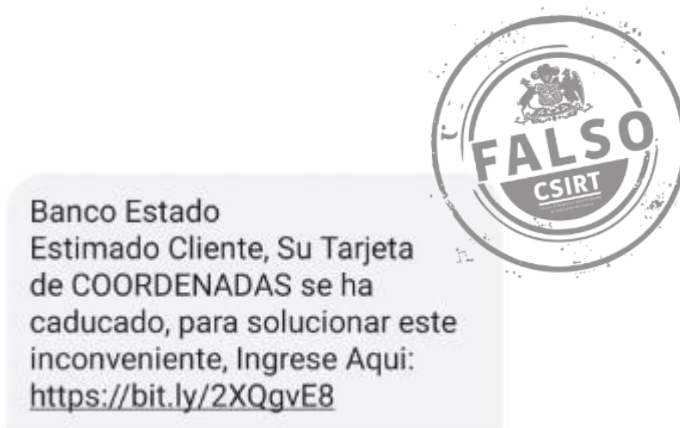 FALSO
CSIRT
Banco Estado
Estimado Cliente, Su Tarjeta
de COORDENADAS se ha
caducado, para solucionar este
inconveniente, Ingrese Aqui:
https://bit.ly/2XQgvE8